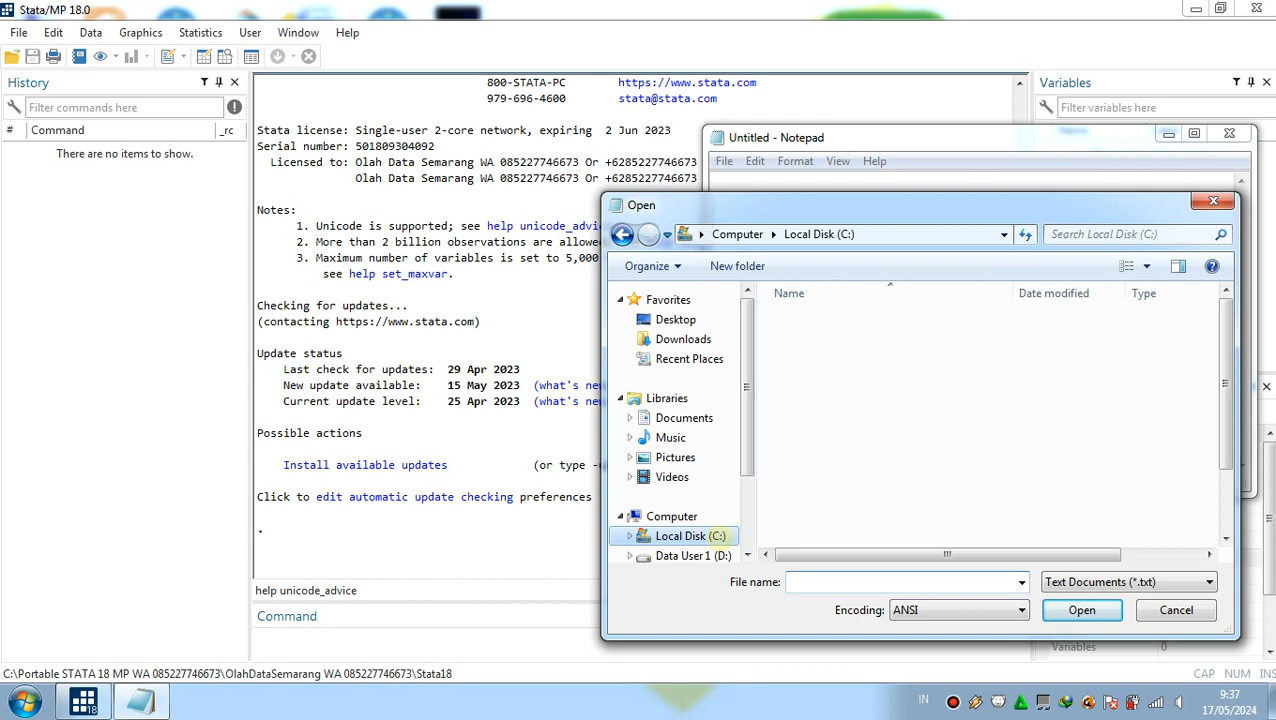 Stata/MP 18.0
File Edit Data Graphics Statistics User Window Help
History
Filter commands here
# Command _rc
There are no items to show.
800-STATA-PC https://www.stata.com
979-696-4600 stata@stata.com
Stata license: Single-user 2-core network, expiring 2 Jun 2023
Serial number: 501809304092
Licensed to: Olah Data Semarang WA 085227746673 Or +6285227746673
Olah Data Semarang WA 085227746673 Or +6285227746673
Notes:
1. Unicode is supported; see help unicode_advic
2. More than 2 billion observations are allowe
3. Maximum number of variables is set to 5,000
see help set_maxvar.
Checking for updates...
(contacting https://www.stata.com)
Update status
Last check for updates: 29 Apr 2023
New update available: 15 May 2023 (what's new
Current update level: 25 Apr 2023 (what's new
Possible actions
Install available updates (or type -u
Click to edit automatic update checking preferences
.
help unicode_advice
Command
Variables
Filter variables here
Untitled - Notepad
File Edit Format View Help
Open
Computer Local Disk (C:)
Search Local Disk (C:)
Organize New folder
Name Date modified Type
Favorites
Desktop
Downloads
Recent Places
Libraries
Documents
Music
Pictures
Videos
Computer
Local Disk (C:)
Data User 1 (D:)
File name: Text Documents (*.txt)
Encoding: ANSI Open Cancel
Variables 0
C:\Portable STATA 18 MP WA 085227746673\OlahDataSemarang WA 085227746673\Stata18
CAP NUM INS
18
IN
9:37
17/05/2024